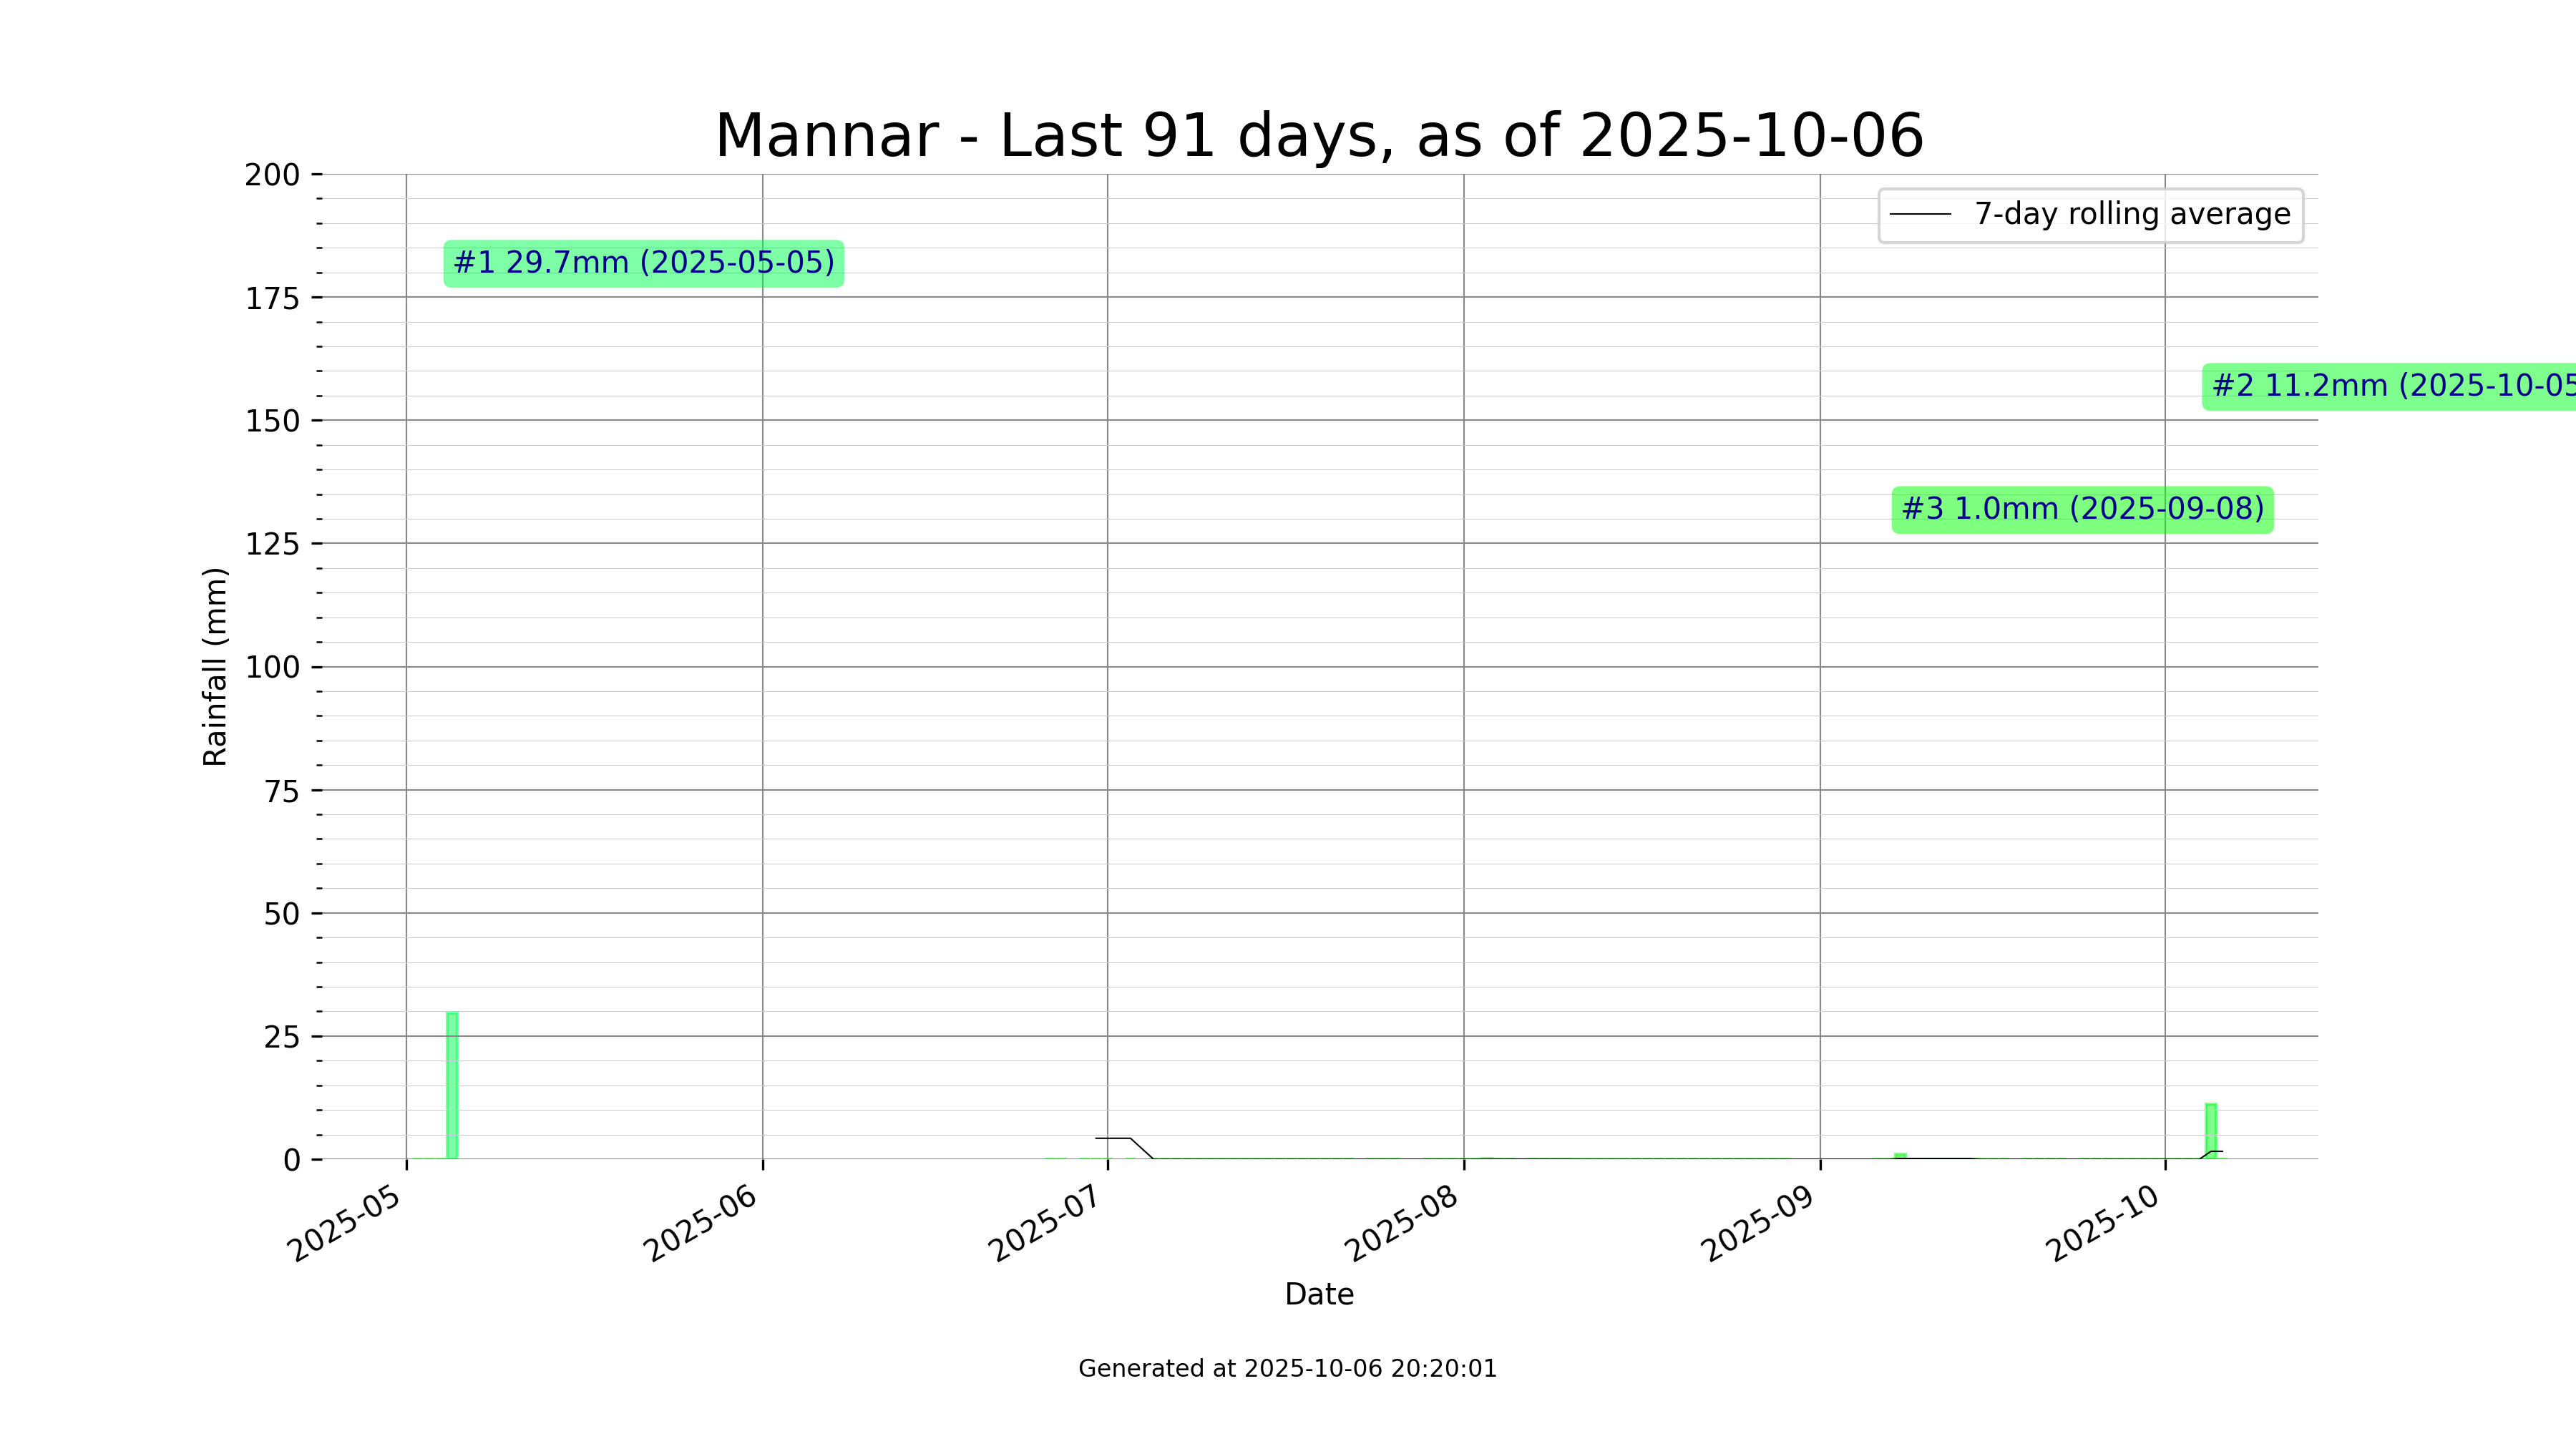 Mannar - Last 91 days, as of 2025-10-06
7-day rolling average
#1 29.7mm (2025-05-05)
#2 11.2mm (2025-10-05
#3 1.0mm (2025-09-08)
Rainfall (mm)
200
175
150
125
100
75
50
25
0
2025-05
2025-06
2025-07
2025-08
2025-09
2025-10
Date
Generated at 2025-10-06 20:20:01